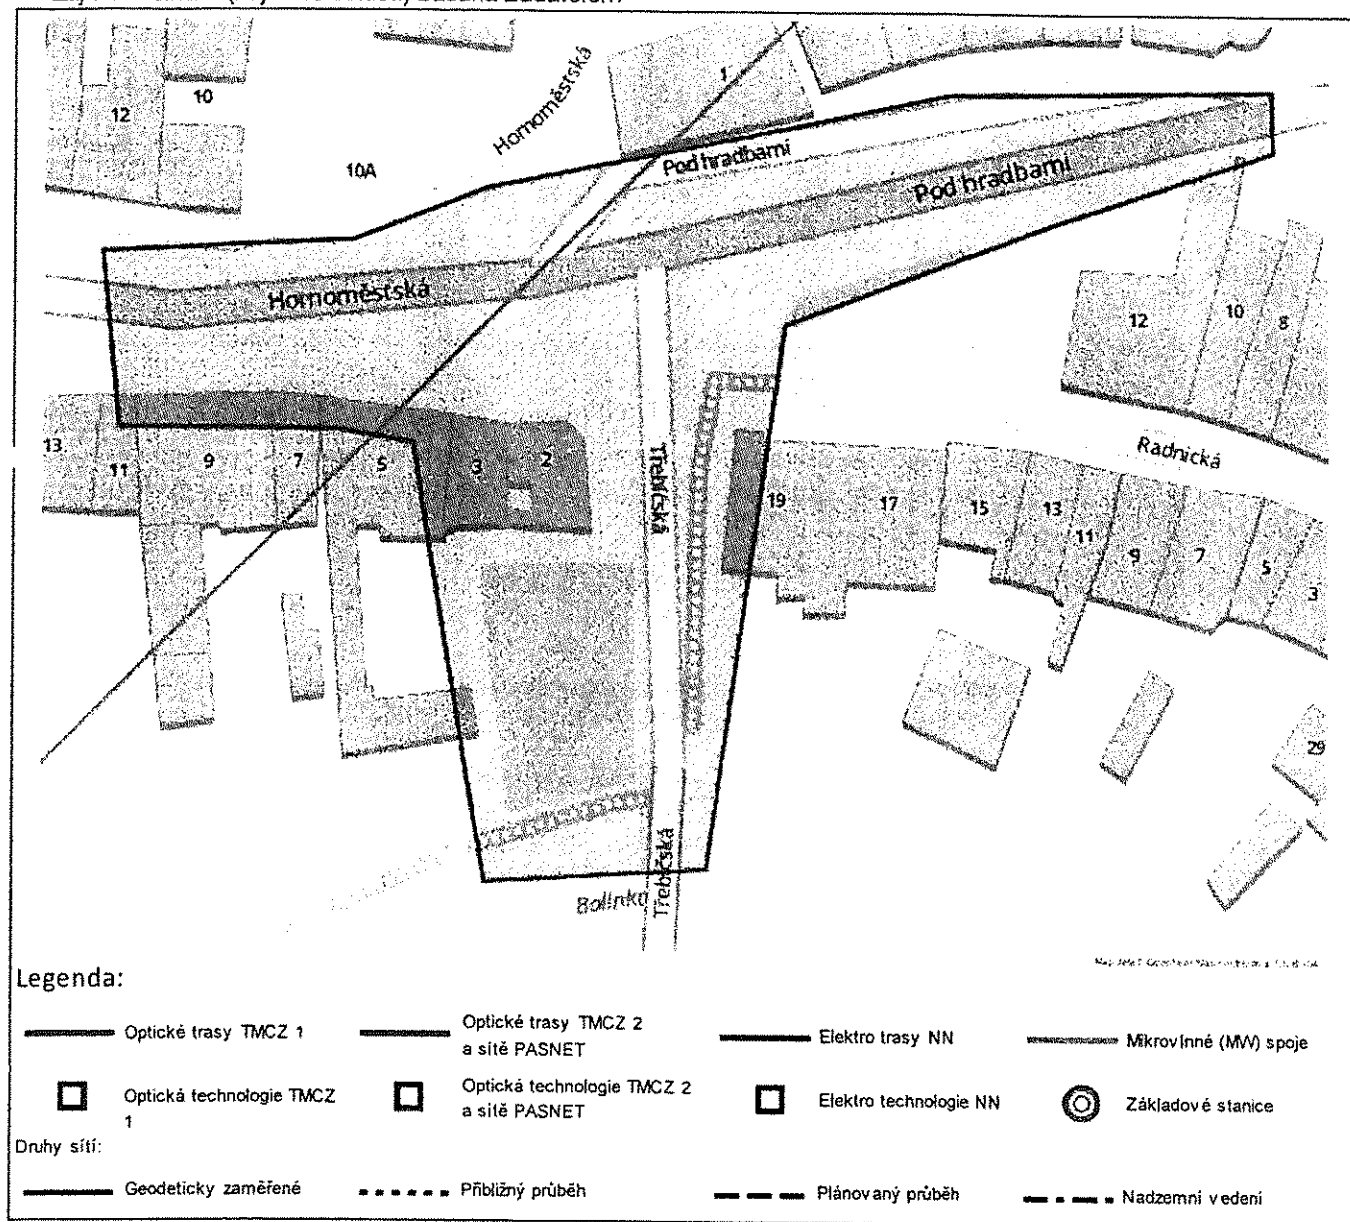 12
10
10A
Hornoměstská
1
Pod hradbami
Pod hradbami
Hornoměstská
12
10
8
13
11
9
7
5
3
2
Třebíčská
19
17
15
13
11
9
7
5
3
Radnická
29
Třebíčská
Balinka
Legenda:
Optické trasy TMCZ 1
Optické trasy TMCZ 2
a sítě PASNET
Elektro trasy NN
Mikrovlnné (MW) spoje
Optická technologie TMCZ
1
Optická technologie TMCZ 2
a sítě PASNET
Elektro technologie NN
Základové stanice
Druhy sítí:
Geodeticky zaměřené
Přibližný průběh
Plánovaný průběh
Nadzemní vedení